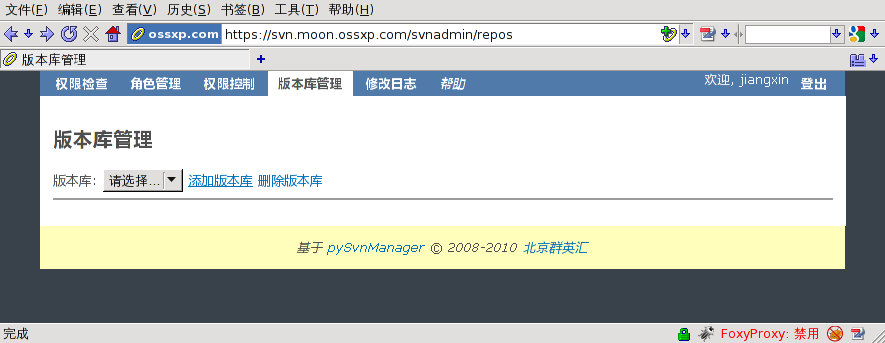 文件(F) 编辑(E) 查看(V) 历史(S) 书签(B) 工具(T) 帮助(H)
ossxp.com https://svn.moon.ossxp.com/svnadmin/repos
版本库管理
权限检查 角色管理 权限控制 版本库管理 修改日志 帮助 欢迎, jiangxin 登出
版本库管理
版本库: 请选择... 添加版本库 删除版本库
基于 pySvnManager © 2008-2010 北京群英汇
完成 FoxyProxy: 禁用